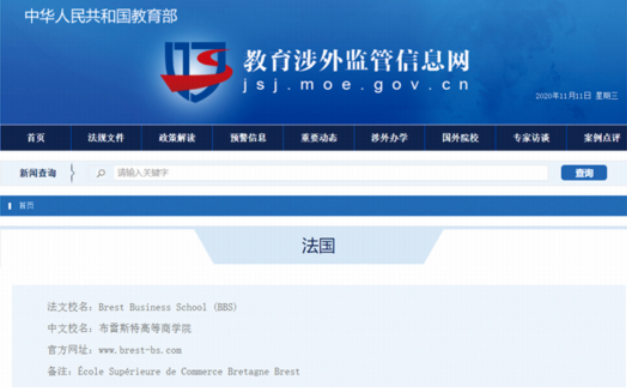 中华人民共和国教育部
教育涉外监管信息网
jsj.moe.gov.cn
2020年11月11日 星期三
首页 法规文件 政策解读 预警信息 重要动态 涉外办学 国外院校 专家访谈 案例点评
新闻查询 请输入关键字 查询
首页
法国
法文校名：Brest Business School (BBS)
中文校名：布雷斯特高等商学院
官方网址：www.brest-bs.com
备注：École Supérieure de Commerce Bretagne Brest